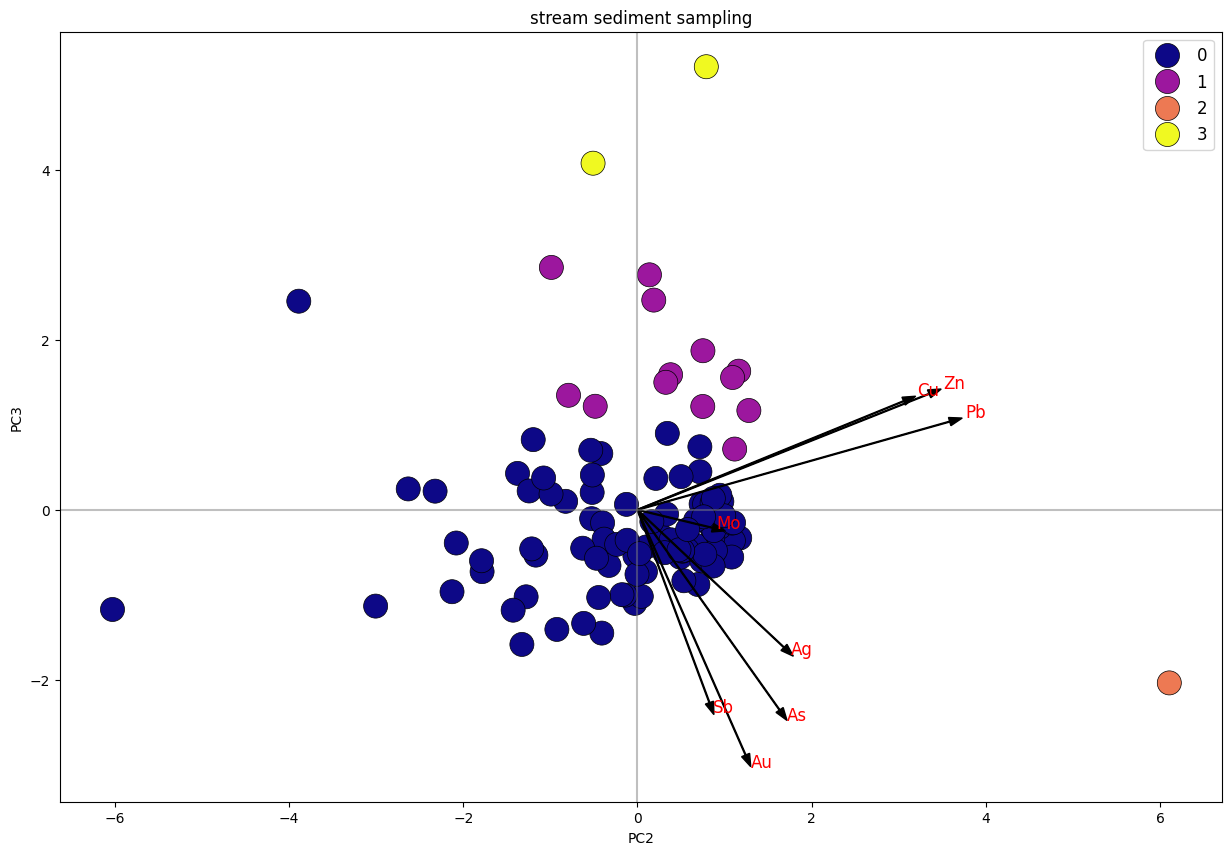 stream sediment sampling
0
1
2
3
4
2
0
−2
PC3
Zn
Cu
Pb
Mo
Ag
Sb
As
Au
−6 −4 −2 0 2 4 6
PC2